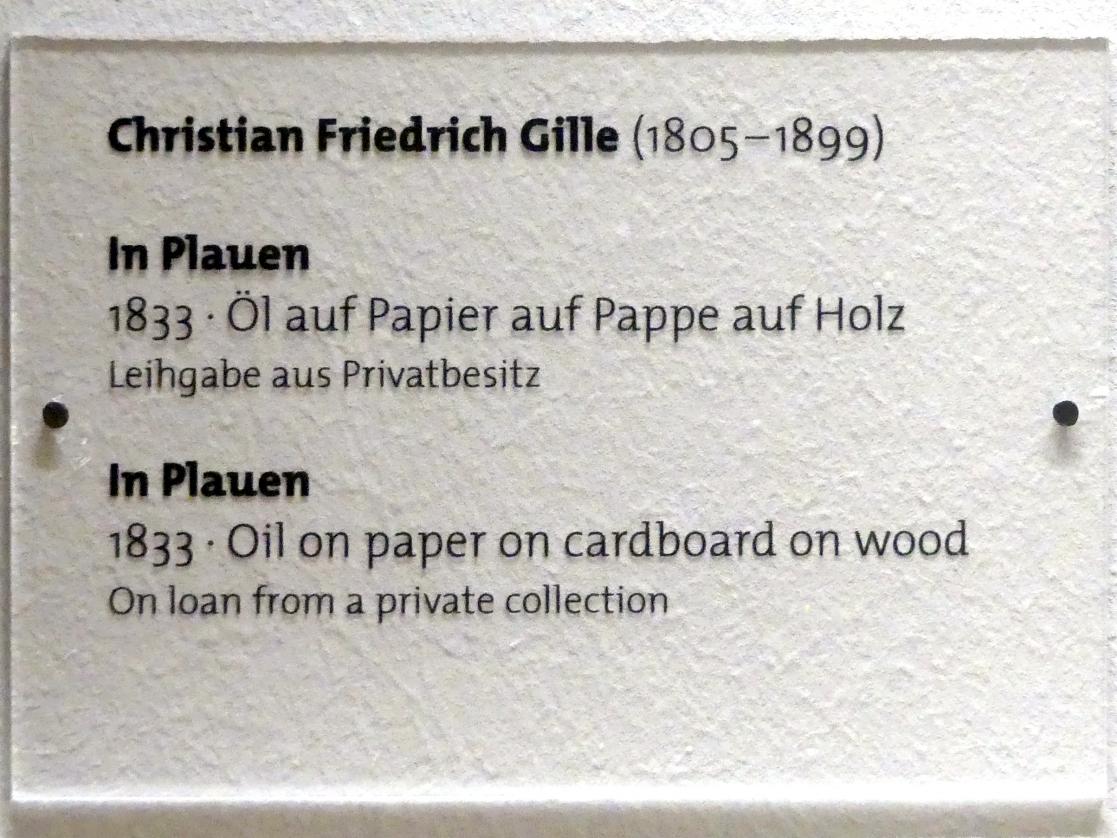 Christian Friedrich Gille (1805–1899)
In Plauen
1833 · Öl auf Papier auf Pappe auf Holz
Leihgabe aus Privatbesitz
In Plauen
1833 · Oil on paper on cardboard on wood
On loan from a private collection